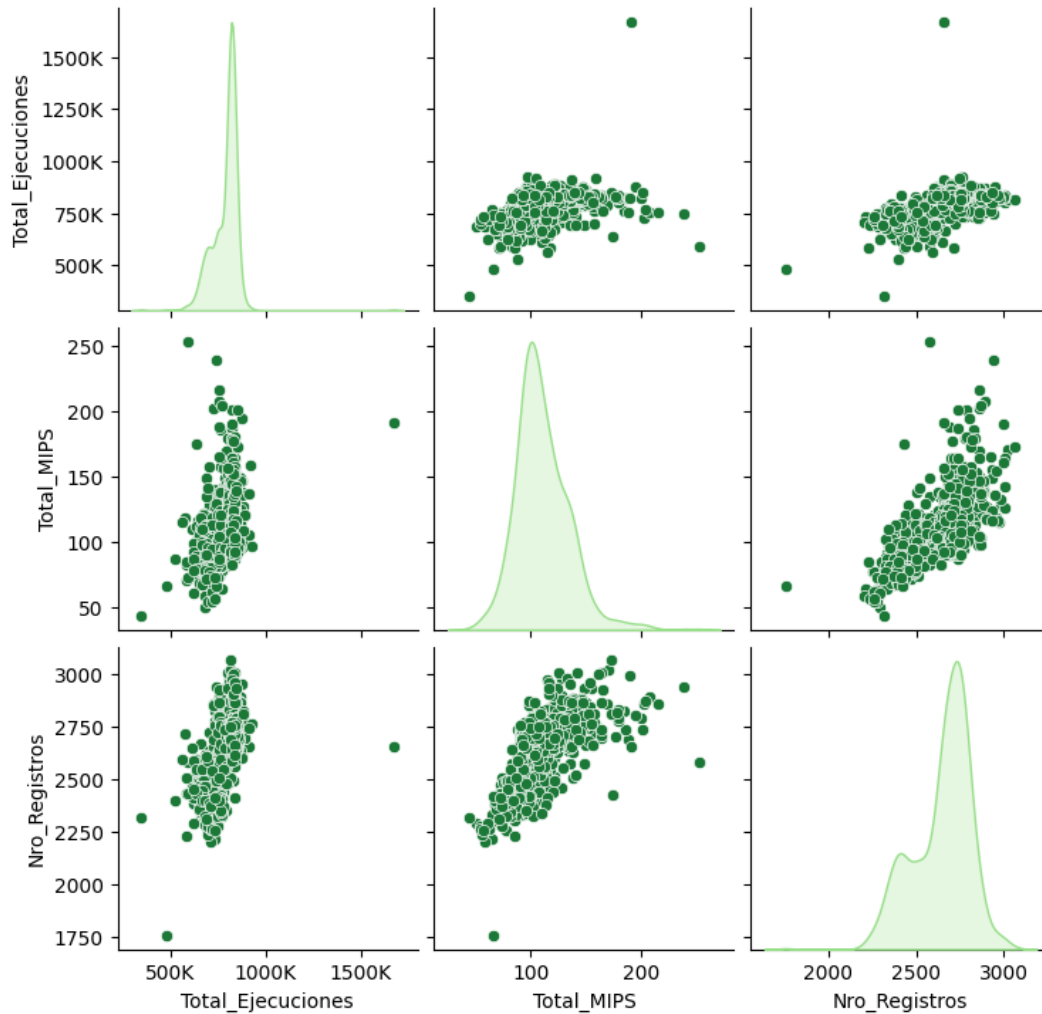 Total_Ejecuciones
1500K
1250K
1000K
750K
500K
Total_MIPS
250
200
150
100
50
Nro_Registros
3000
2750
2500
2250
2000
1750
500K 1000K 1500K
100 200
2000 2500 3000
Total_Ejecuciones
Total_MIPS
Nro_Registros